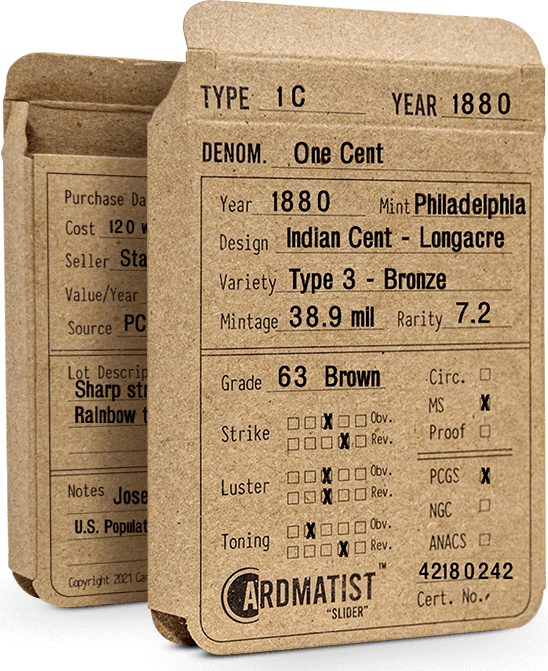 TYPE 1C YEAR 1880
DENOM. One Cent
Year 1880 Mint Philadelphia
Design Indian Cent - Longacre
Variety Type 3 - Bronze
Mintage 38.9 mil Rarity 7.2
Grade 63 Brown
Circ.
MS X
Proof
Strike
X Obv.
X Rev.
Luster
X Obv.
X Rev.
Toning
X Obv.
X Rev.
PCGS X
NGC
ANACS
42180242
Cert. No.
CARDMATIST™
"SLIDER"
Purchase Da
Cost 120 w
Seller Sta
Value/Year
Source PC
Lot Descrip
Sharp str
Rainbow t
Notes Jose
U.S. Populat
Copyright 2021 Car